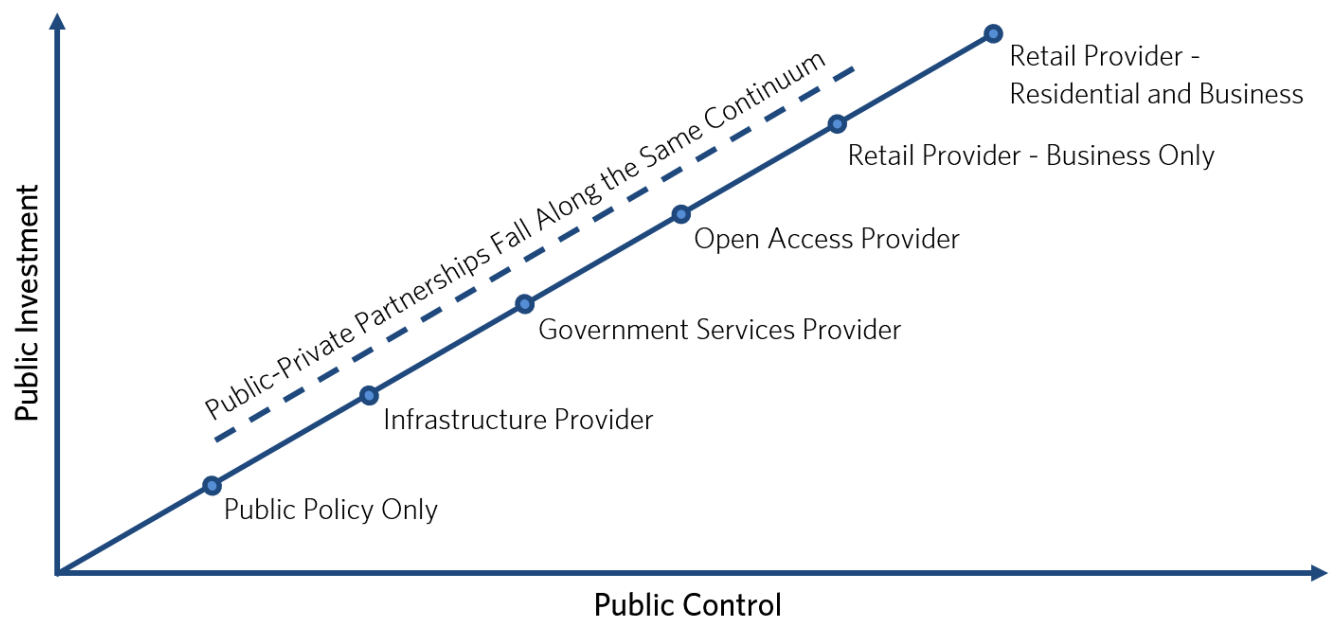 Public Investment
Public-Private Partnerships Fall Along the Same Continuum
Retail Provider -
Residential and Business
Retail Provider - Business Only
Open Access Provider
Government Services Provider
Infrastructure Provider
Public Policy Only
Public Control